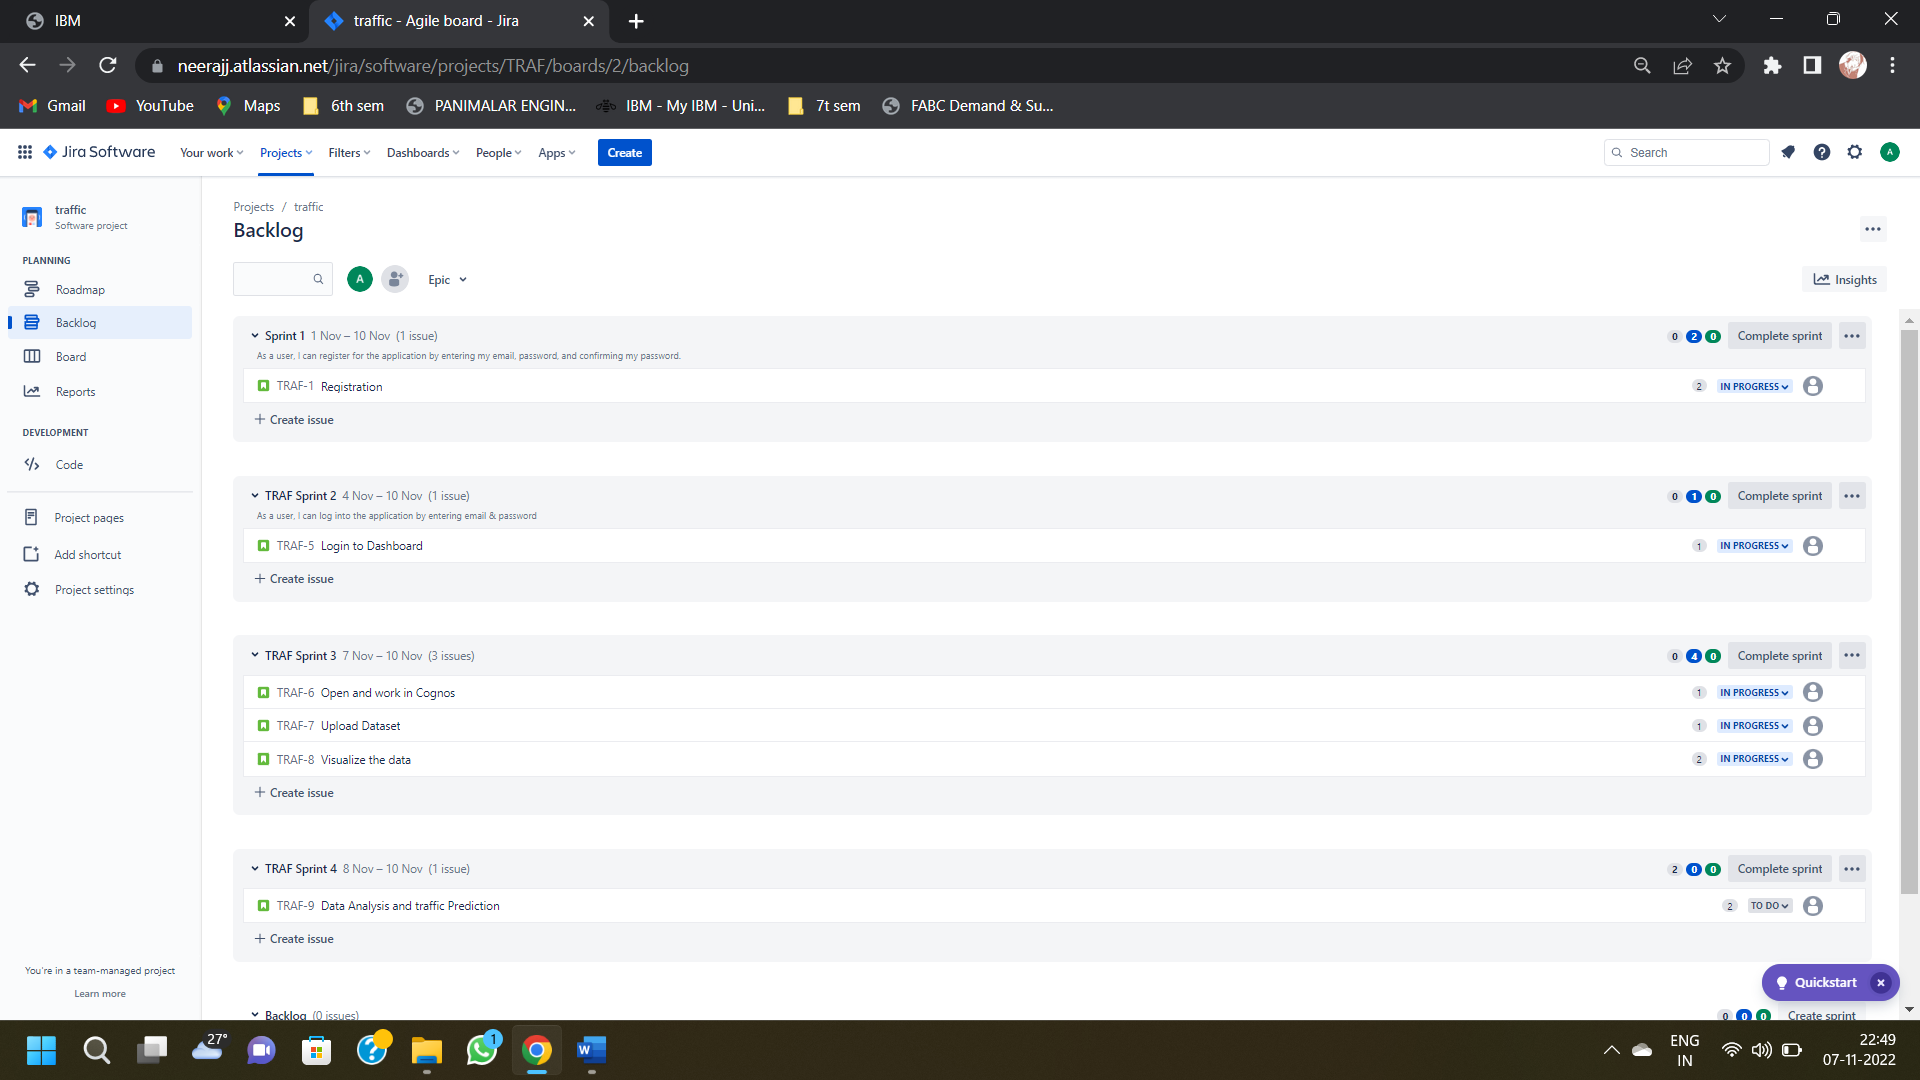 IBM
traffic - Agile board - Jira
neerajj.atlassian.net/jira/software/projects/TRAF/boards/2/backlog
Gmail YouTube Maps 6th sem PANIMALAR ENGIN... IBM - My IBM - Uni... 7t sem FABC Demand & Su...
Jira Software Your work Projects Filters Dashboards People Apps Create Search A
traffic
Software project
PLANNING
Roadmap
Backlog
Board
Reports
DEVELOPMENT
Code
Project pages
Add shortcut
Project settings
You're in a team-managed project
Learn more
Projects / traffic
Backlog
A Epic Insights
Sprint 1 1 Nov – 10 Nov (1 issue) 0 2 0 Complete sprint
As a user, I can register for the application by entering my email, password, and confirming my password.
TRAF-1 Registration 2 IN PROGRESS
+ Create issue
TRAF Sprint 2 4 Nov – 10 Nov (1 issue) 0 1 0 Complete sprint
As a user, I can log into the application by entering email & password
TRAF-5 Login to Dashboard 1 IN PROGRESS
+ Create issue
TRAF Sprint 3 7 Nov – 10 Nov (3 issues) 0 4 0 Complete sprint
TRAF-6 Open and work in Cognos 1 IN PROGRESS
TRAF-7 Upload Dataset 1 IN PROGRESS
TRAF-8 Visualize the data 2 IN PROGRESS
+ Create issue
TRAF Sprint 4 8 Nov – 10 Nov (1 issue) 2 0 0 Complete sprint
TRAF-9 Data Analysis and traffic Prediction 2 TO DO
+ Create issue
Quickstart
Backlog (0 issues) 0 0 0 Create sprint
27° 1 ENG 22:49
IN 07-11-2022